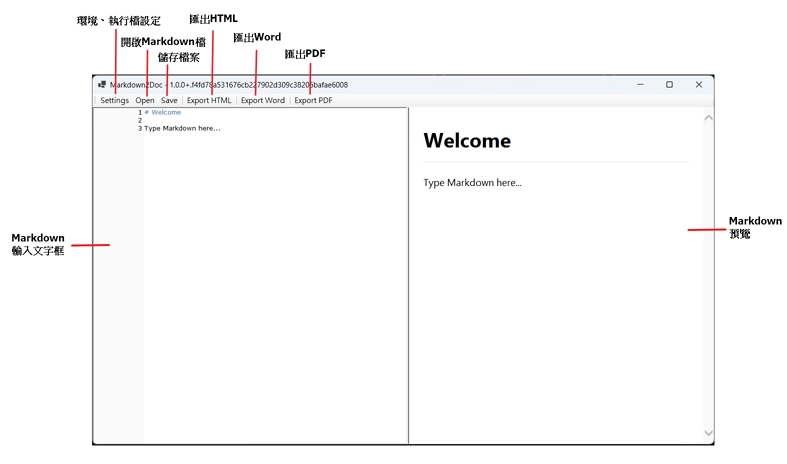 環境、執行檔設定
匯出HTML
開啟Markdown檔
匯出Word
儲存檔案
匯出PDF
Markdown2Doc - 1.0.0+.f4fd78a531676cb227902d309c38206bafae6008
Settings Open Save Export HTML Export Word Export PDF
1 # Welcome
2
3 Type Markdown here...
Welcome
Type Markdown here...
Markdown
輸入文字框
Markdown
預覽